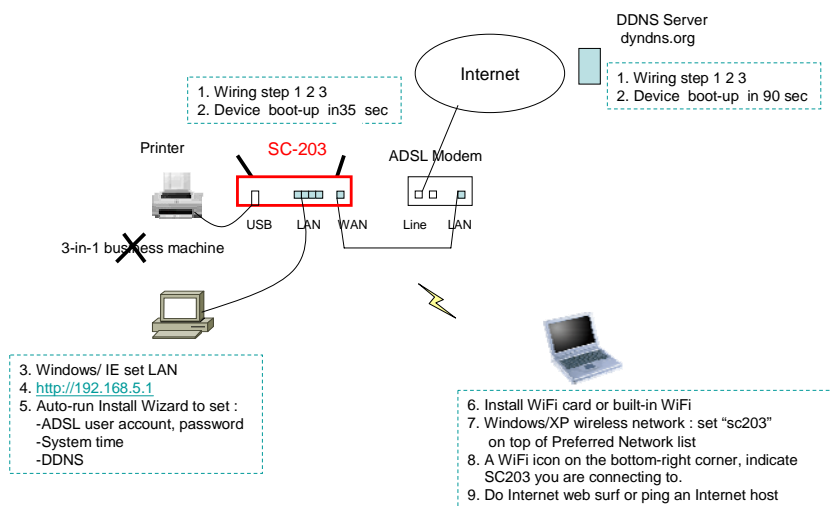 DDNS Server
dyndns.org
Internet
1. Wiring step 1 2 3
2. Device boot-up in 90 sec
1. Wiring step 1 2 3
2. Device boot-up in35 sec
Printer
SC-203
ADSL Modem
USB
LAN
WAN
Line
LAN
3-in-1 business machine
3. Windows/ IE set LAN
4. http://192.168.5.1
5. Auto-run Install Wizard to set :
-ADSL user account, password
-System time
-DDNS
6. Install WiFi card or built-in WiFi
7. Windows/XP wireless network : set “sc203”
on top of Preferred Network list
8. A WiFi icon on the bottom-right corner, indicate
SC203 you are connecting to.
9. Do Internet web surf or ping an Internet host